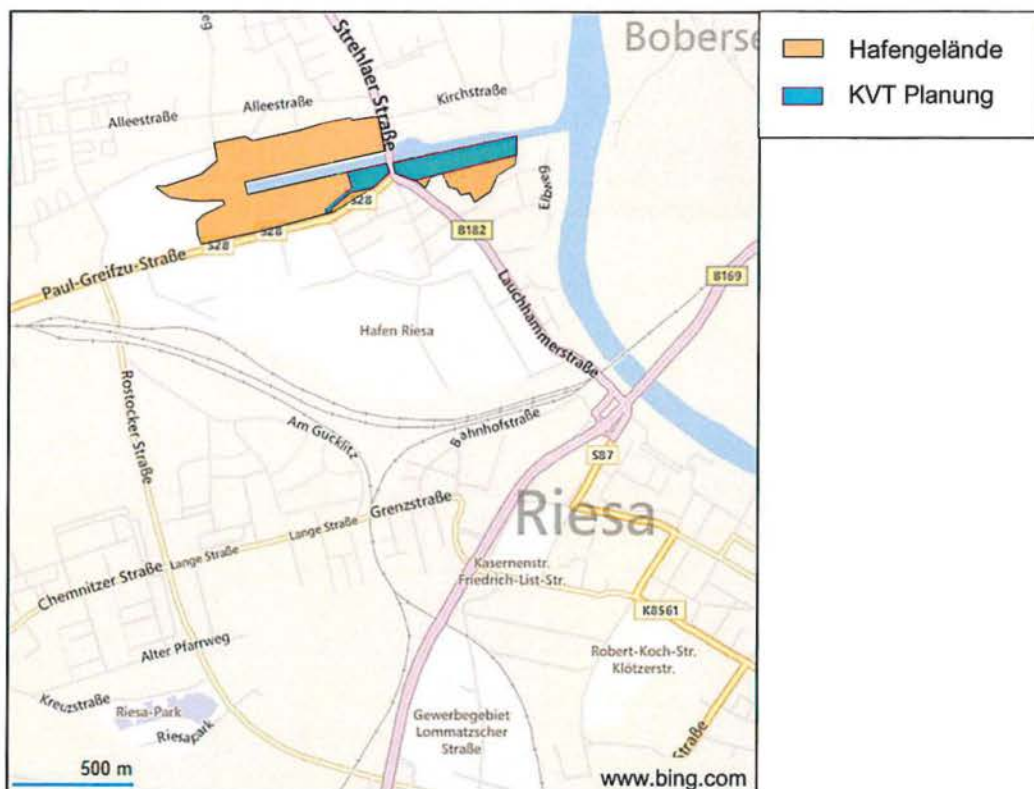 Boberse
Hafengelände
KVT Planung
eg
Strehlaer Straße
Alleestraße
Alleestraße
Kirchstraße
Elbweg
S28
S28
S28
B182
Paul-Greifzu-Straße
B169
Lauchhammerstraße
Hafen Riesa
Rostocker Straße
Am Gucklitz
Bahnhofstraße
S87
Grenzstraße
Riesa
Lange Straße
Lange Straße
Chemnitzer Straße
Kasernenstr.
Friedrich-List-Str.
K8561
Alter Pfarrweg
Robert-Koch-Str.
Klötzerstr.
Kreuzstraße
Riesa-Park
Riesapark
Gewerbegebiet
Lommatzscher
Straße
Straße
500 m
www.bing.com